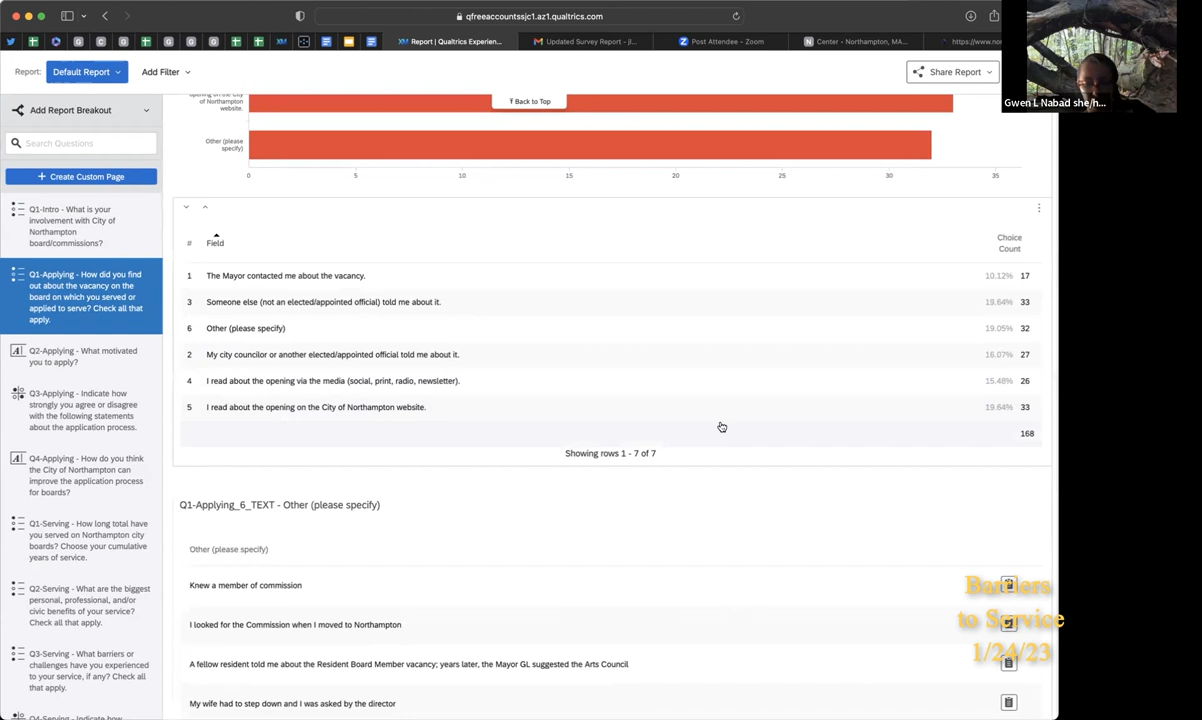 qfreeaccountssjc1.az1.qualtrics.com
Report | Qualtrics Experien...
Updated Survey Report - jl...
Post Attendee - Zoom
Center - Northampton, MA...
https://www.nor
Report:
Default Report
Add Filter
Share Report
Gwen L Nabad she/h...
Add Report Breakout
Search Questions
+ Create Custom Page
Q1-Intro - What is your
involvement with City of
Northampton
board/commissions?
Q1-Applying - How did you find
out about the vacancy on the
board on which you served or
applied to serve? Check all that
apply.
Q2-Applying - What motivated
you to apply?
Q3-Applying - Indicate how
strongly you agree or disagree
with the following statements
about the application process.
Q4-Applying - How do you think
the City of Northampton can
improve the application process
for boards?
Q1-Serving - How long total have
you served on Northampton city
boards? Choose your cumulative
years of service.
Q2-Serving - What are the biggest
personal, professional, and/or
civic benefits of your service?
Check all that apply.
Q3-Serving - What barriers or
challenges have you experienced
to your service, if any? Check all
that apply.
Q4-Serving - Indicate how
opening on the City
of Northampton
website.
Back to Top
Other (please
specify)
0 5 10 15 20 25 30 35
# Field Choice
Count
1 The Mayor contacted me about the vacancy. 10.12% 17
3 Someone else (not an elected/appointed official) told me about it. 19.64% 33
6 Other (please specify) 19.05% 32
2 My city councilor or another elected/appointed official told me about it. 16.07% 27
4 I read about the opening via the media (social, print, radio, newsletter). 15.48% 26
5 I read about the opening on the City of Northampton website. 19.64% 33
168
Showing rows 1 - 7 of 7
Q1-Applying_6_TEXT - Other (please specify)
Other (please specify)
Knew a member of commission
I looked for the Commission when I moved to Northampton
A fellow resident told me about the Resident Board Member vacancy; years later, the Mayor GL suggested the Arts Council
My wife had to step down and I was asked by the director
Barriers
to Service
1/24/23